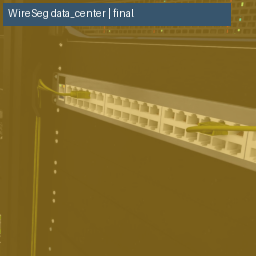 WireSeg data_center | final